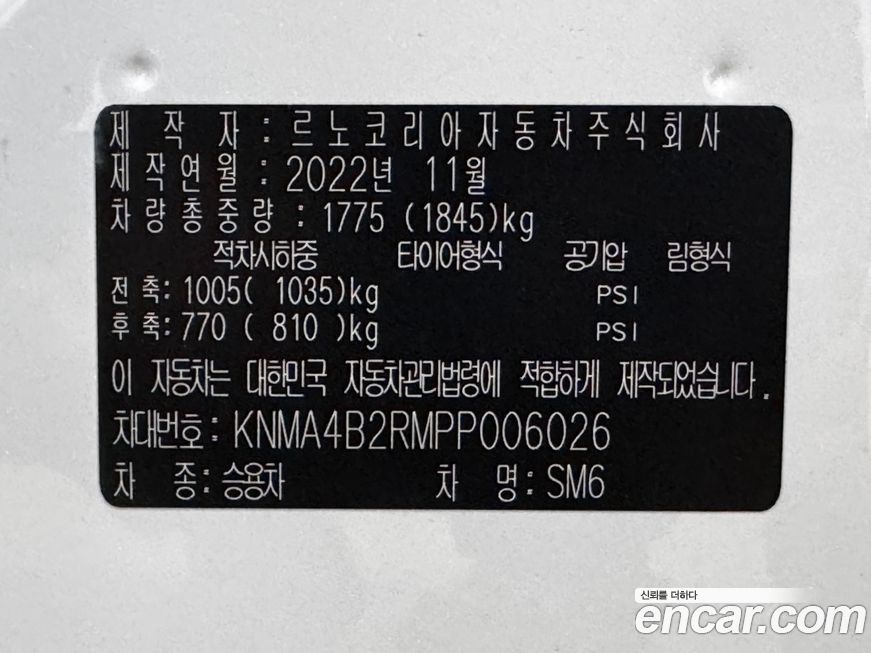 제 작 자 : 르노코리아자동차주식회사
제작연월 : 2022년 11월
차량총중량 : 1775 (1845)kg
적차시하중 타이어형식 공기압 림형식
전축: 1005( 1035)kg PSI
후축: 770 ( 810 )kg PSI
이 자동차는 대한민국 자동차관리법령에 적합하게 제작되었습니다.
차대번호: KNMA4B2RMPP006026
차 종: 승용차 차 명: SM6
신뢰를 더하다
encar.com